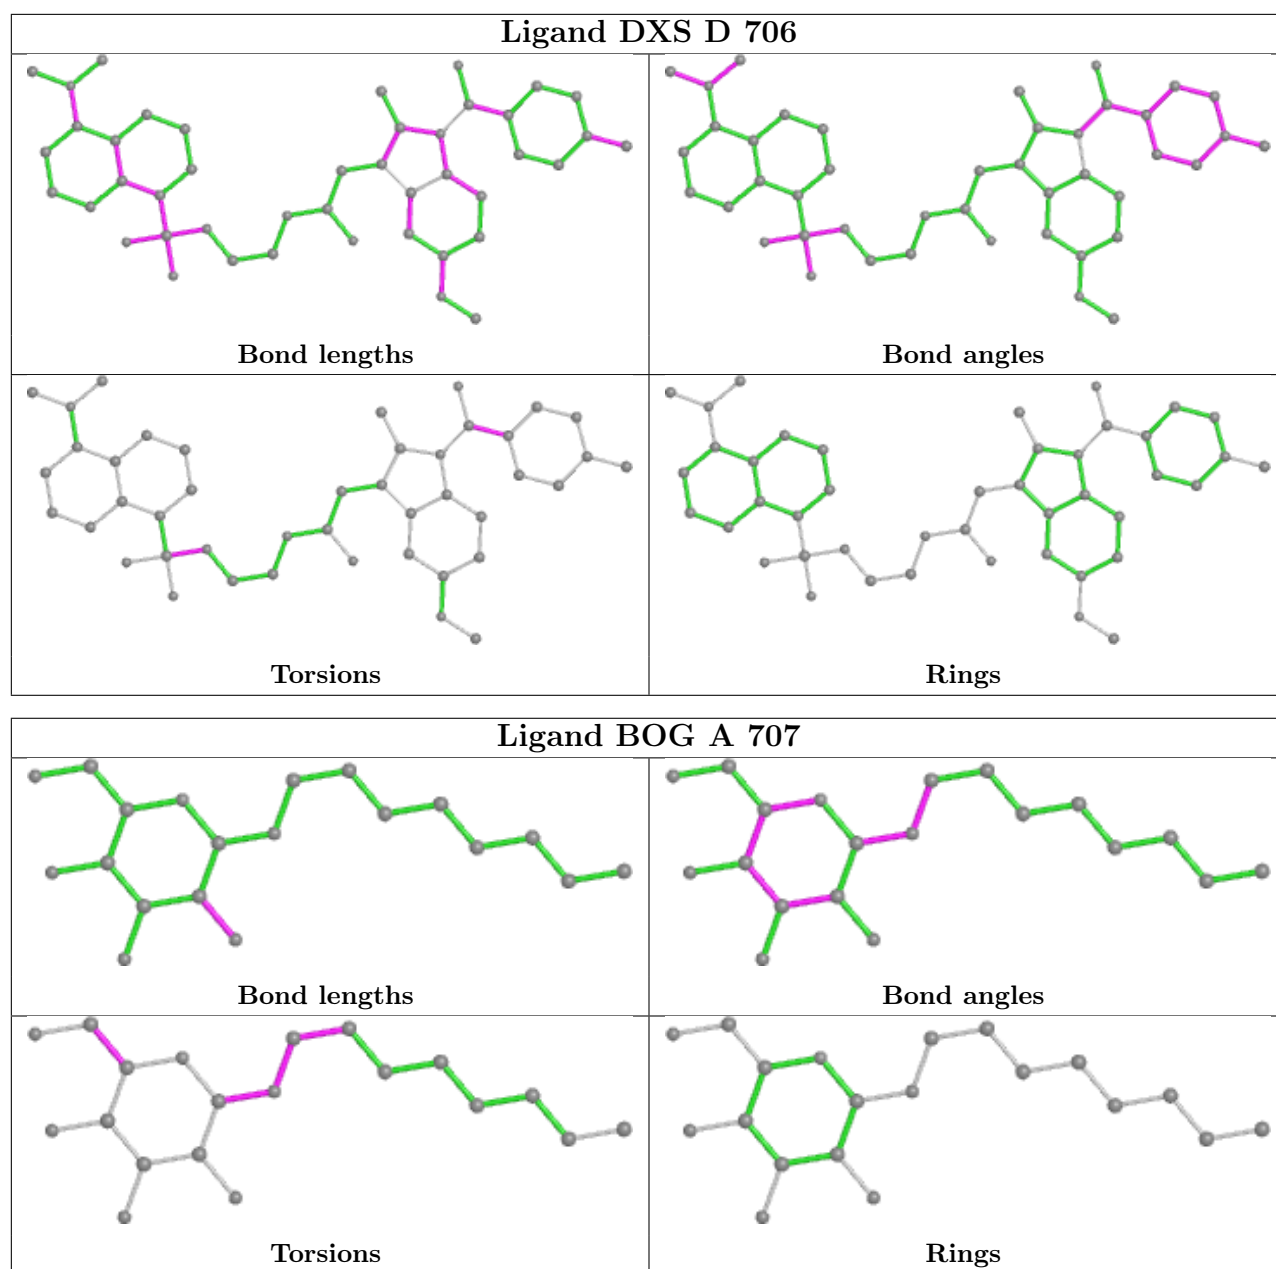 Ligand DXS D 706
Bond lengths
Bond angles
Torsions
Rings
Ligand BOG A 707
Bond lengths
Bond angles
Torsions
Rings